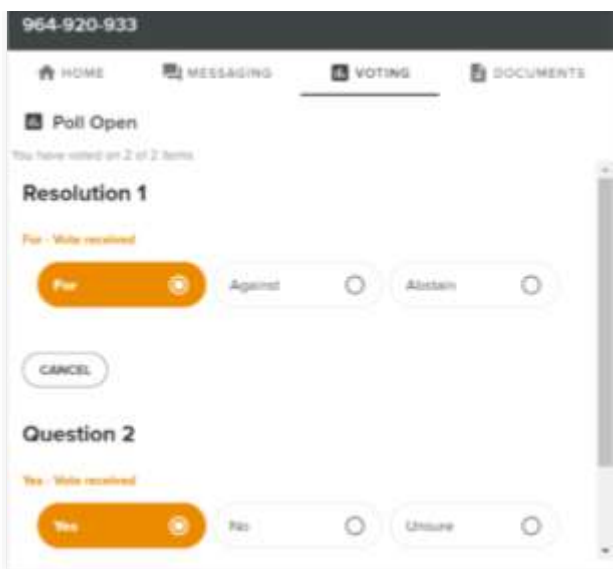 964-920-933
HOME MESSAGING VOTING DOCUMENTS
Poll Open
You have voted on 2 of 2 items
Resolution 1
For - Vote received
For Against Abstain
CANCEL
Question 2
Yes - Vote received
Yes No Unsure